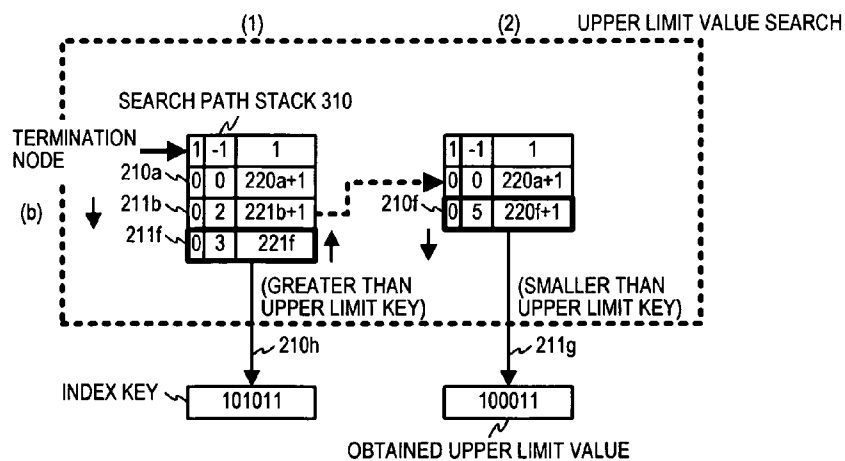 (1)
(2)
UPPER LIMIT VALUE SEARCH
SEARCH PATH STACK 310
TERMINATION
NODE
1 -1 1
1 -1 1
210a
0 0 220a+1
0 0 220a+1
(b)
211b
0 2 221b+1
210f
0 5 220f+1
211f
0 3 221f
(GREATER THAN
UPPER LIMIT KEY)
(SMALLER THAN
UPPER LIMIT KEY)
210h
211g
INDEX KEY
101011
100011
OBTAINED UPPER LIMIT VALUE